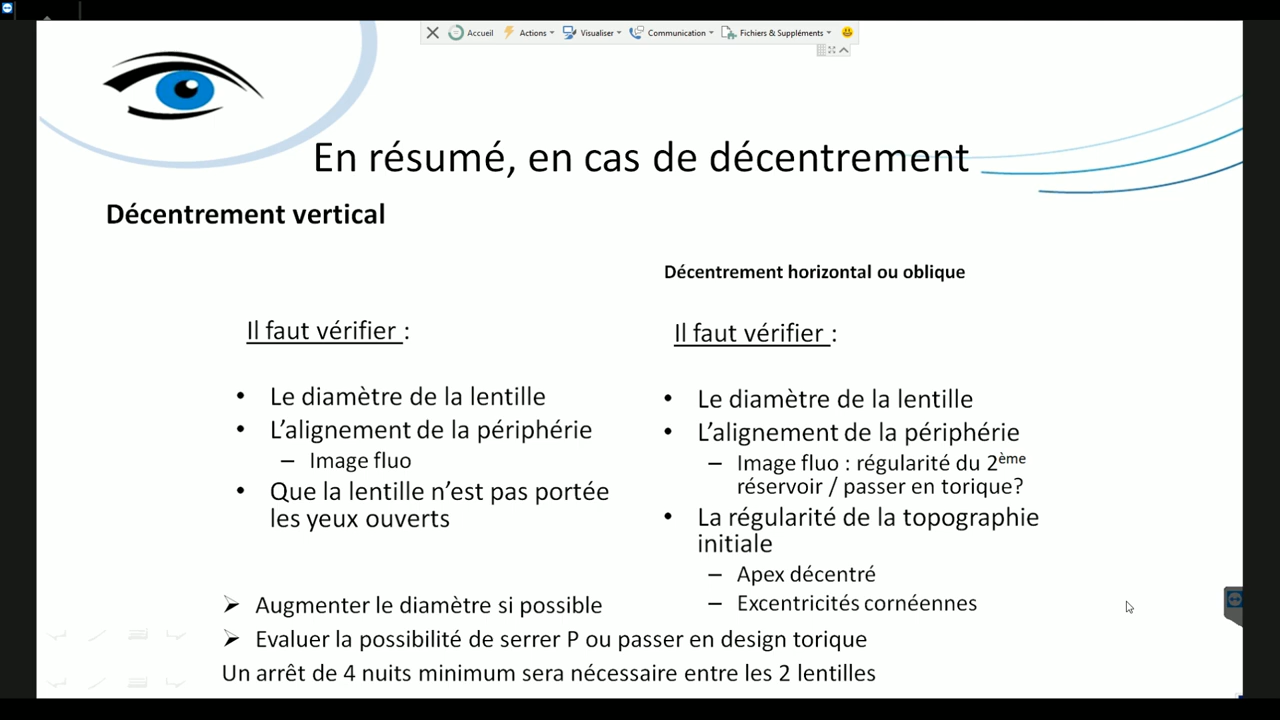 Accueil Actions Visualiser Communication Fichiers & Suppléments
En résumé, en cas de décentrement
Décentrement vertical
Il faut vérifier :
• Le diamètre de la lentille
• L’alignement de la périphérie
– Image fluo
• Que la lentille n’est pas portée
les yeux ouverts
Décentrement horizontal ou oblique
Il faut vérifier :
• Le diamètre de la lentille
• L’alignement de la périphérie
– Image fluo : régularité du 2ème
réservoir / passer en torique?
• La régularité de la topographie
initiale
– Apex décentré
– Excentricités cornéennes
➢ Augmenter le diamètre si possible
➢ Evaluer la possibilité de serrer P ou passer en design torique
Un arrêt de 4 nuits minimum sera nécessaire entre les 2 lentilles